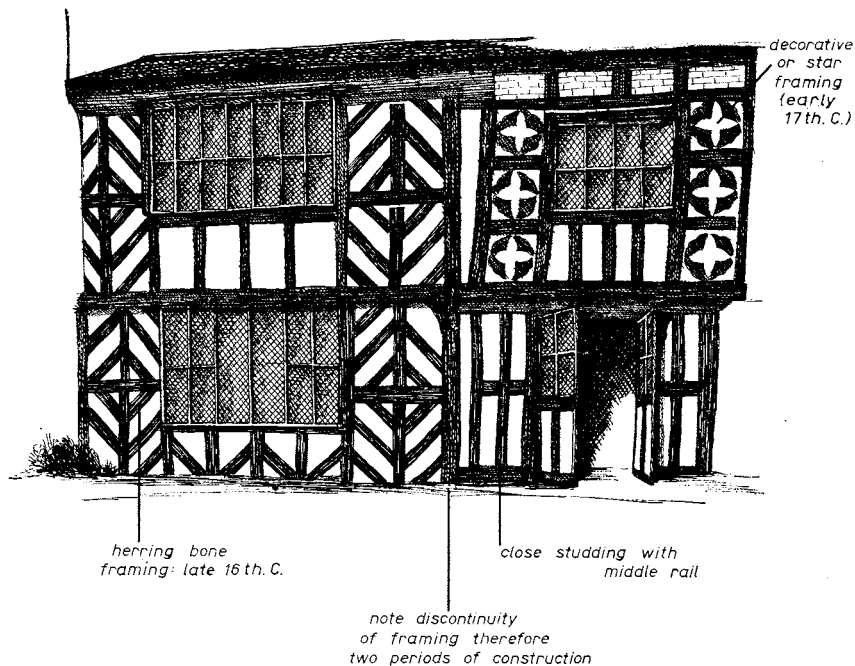 decorative
or star
framing
(early
17th. C.)
herring bone
framing: late 16th. C.
close studding with
middle rail
note discontinuity
of framing therefore
two periods of construction